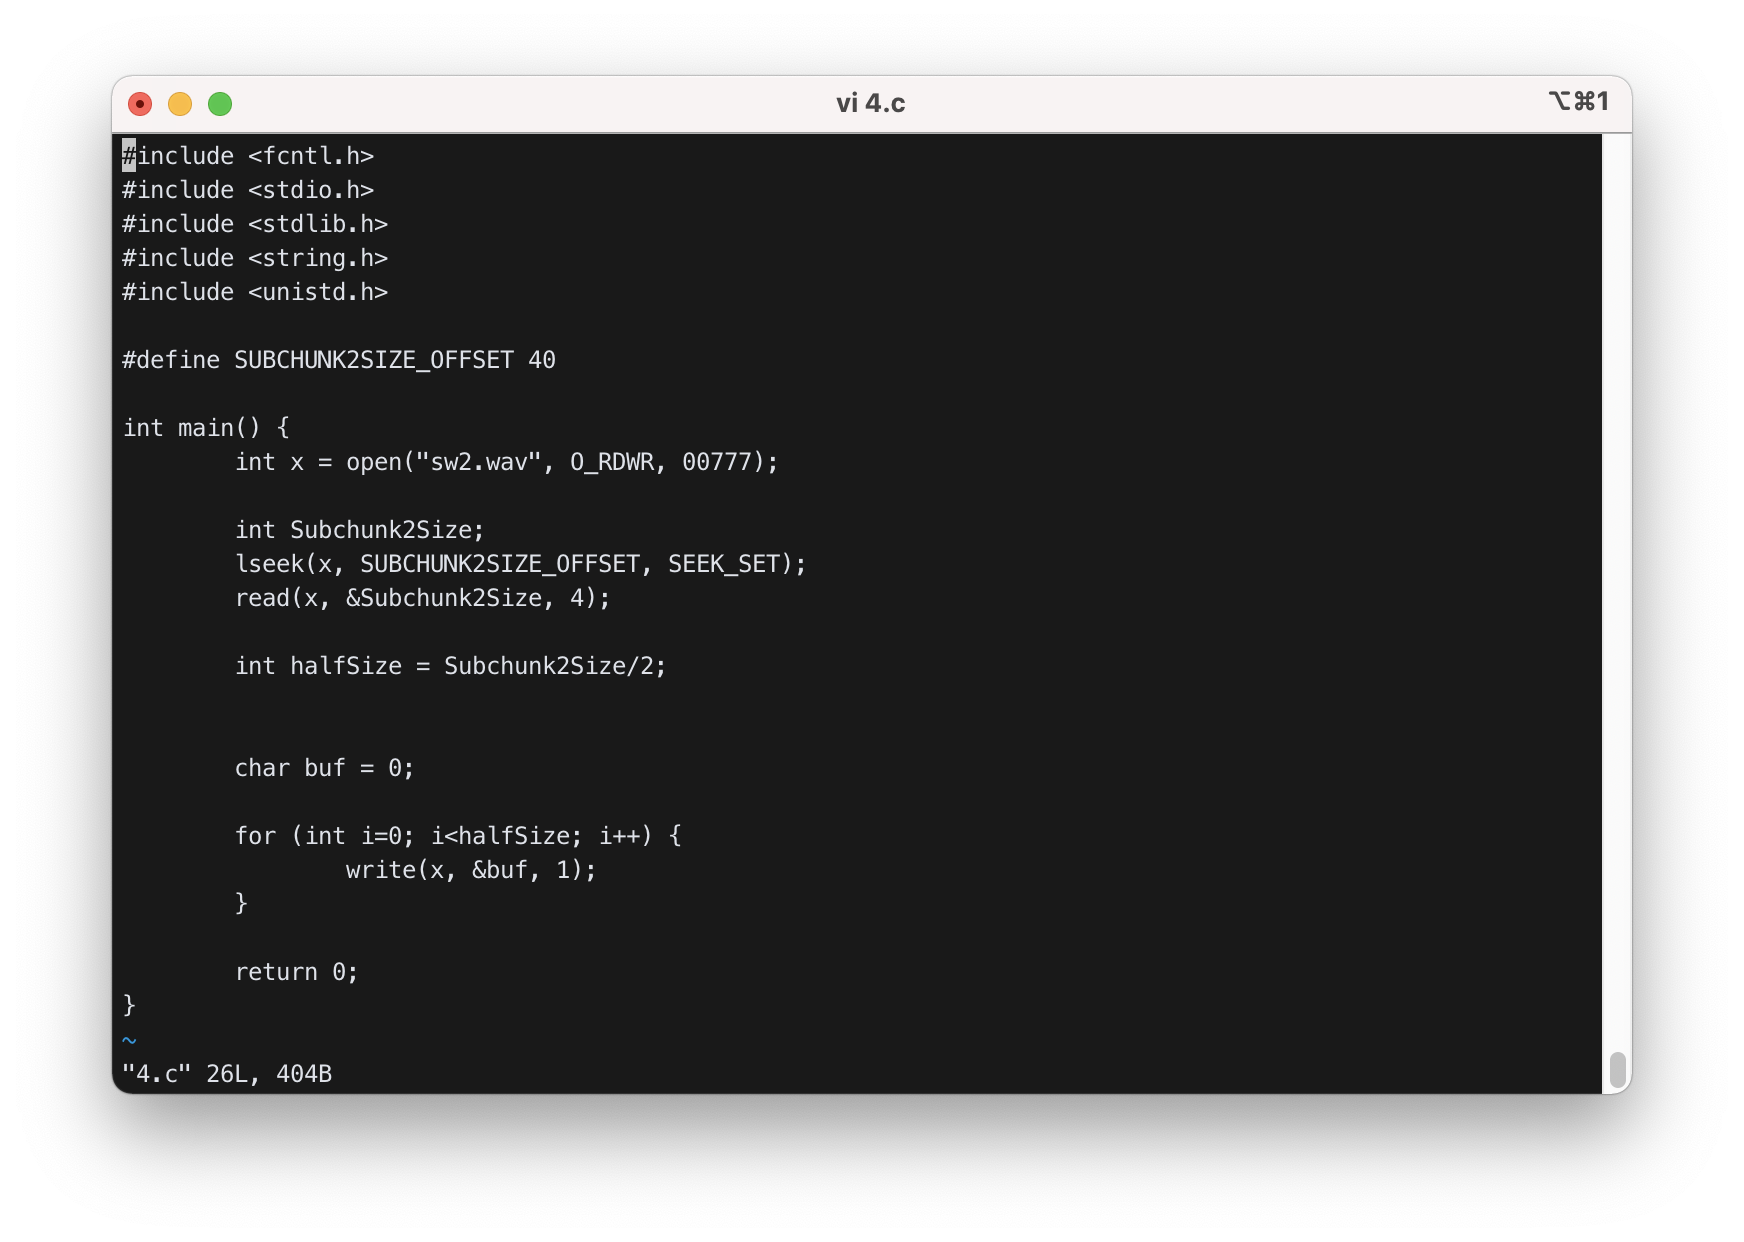 vi 4.c
⌥⌘1
#include <fcntl.h>
#include <stdio.h>
#include <stdlib.h>
#include <string.h>
#include <unistd.h>
#define SUBCHUNK2SIZE_OFFSET 40
int main() {
        int x = open("sw2.wav", O_RDWR, 00777);
        int Subchunk2Size;
        lseek(x, SUBCHUNK2SIZE_OFFSET, SEEK_SET);
        read(x, &Subchunk2Size, 4);
        int halfSize = Subchunk2Size/2;
        char buf = 0;
        for (int i=0; i<halfSize; i++) {
                write(x, &buf, 1);
        }
        return 0;
}
~
"4.c" 26L, 404B